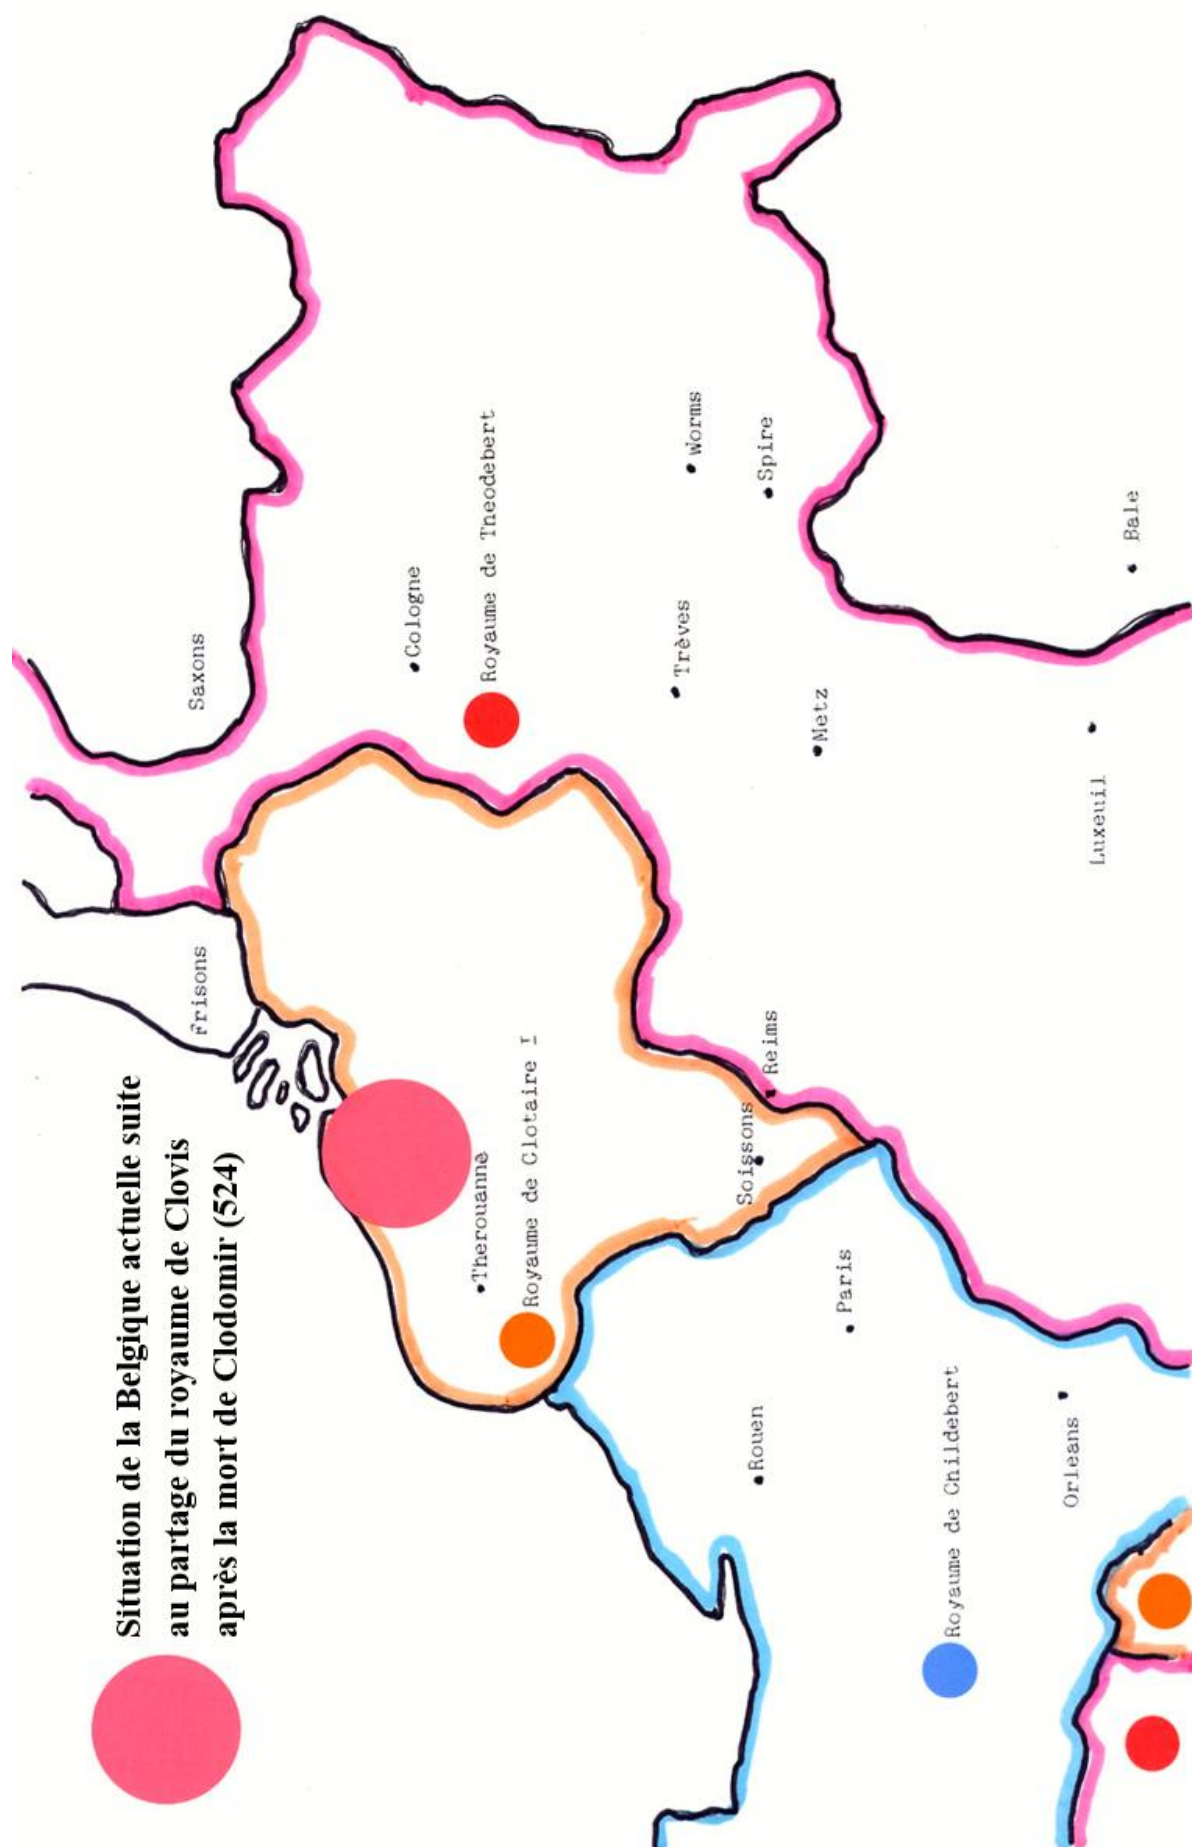 Situation de la Belgique actuelle suite
au partage du royaume de Clovis
après la mort de Clodomir (524)
Saxons
Frisons
Cologne
Royaume de Tneodebert
Therouanne
Royaume de Clotaire I
Trèves
Worms
Spire
Metz
Soissons
Reims
Rouen
Paris
Royaume de Cnildebert
Orleans
Luxeuil
Bale